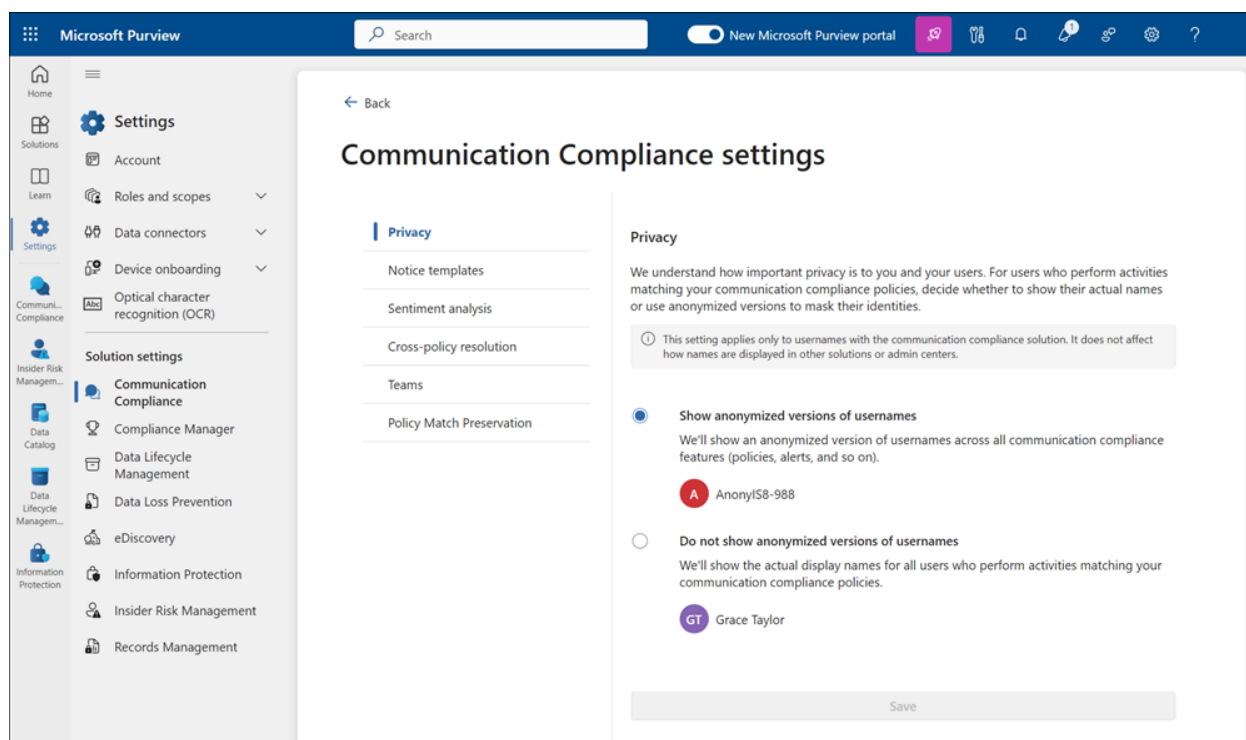 Microsoft Purview
Search
New Microsoft Purview portal
1
?
Home
Solutions
Learn
Settings
Communi...
Compliance
Insider Risk
Managem...
Data
Catalog
Data
Lifecycle
Managem...
Information
Protection
Settings
Account
Roles and scopes
Data connectors
Device onboarding
Abc
Optical character
recognition (OCR)
Solution settings
Communication
Compliance
Compliance Manager
Data Lifecycle
Management
Data Loss Prevention
eDiscovery
Information Protection
Insider Risk Management
Records Management
Back
Communication Compliance settings
Privacy
Notice templates
Sentiment analysis
Cross-policy resolution
Teams
Policy Match Preservation
Privacy
We understand how important privacy is to you and your users. For users who perform activities
matching your communication compliance policies, decide whether to show their actual names
or use anonymized versions to mask their identities.
This setting applies only to usernames with the communication compliance solution. It does not affect
how names are displayed in other solutions or admin centers.
Show anonymized versions of usernames
We'll show an anonymized version of usernames across all communication compliance
features (policies, alerts, and so on).
A AnonyIS8-988
Do not show anonymized versions of usernames
We'll show the actual display names for all users who perform activities matching your
communication compliance policies.
GT Grace Taylor
Save